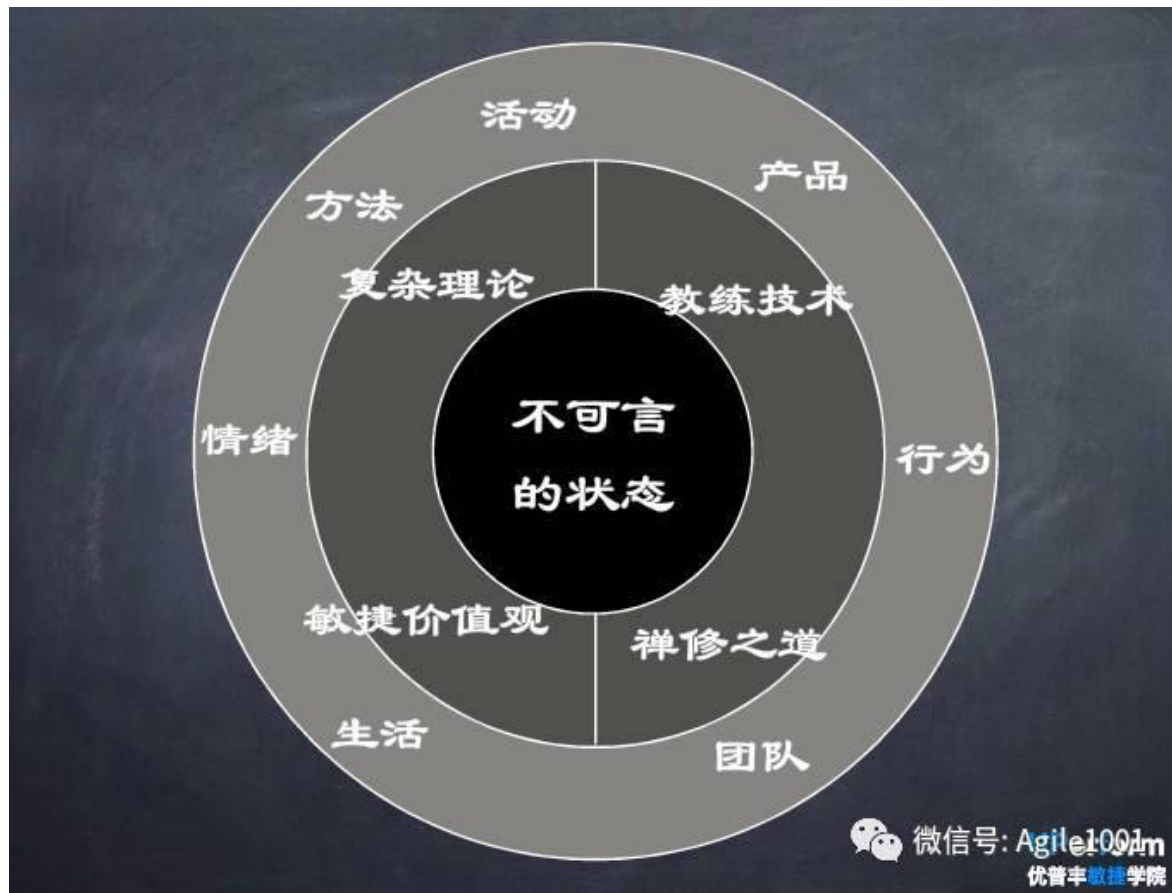 活动
产品
方法
复杂理论
教练技术
不可言
的状态
情绪
行为
敏捷价值观
禅修之道
生活
团队
微信号: Agile1001
优普丰敏捷学院